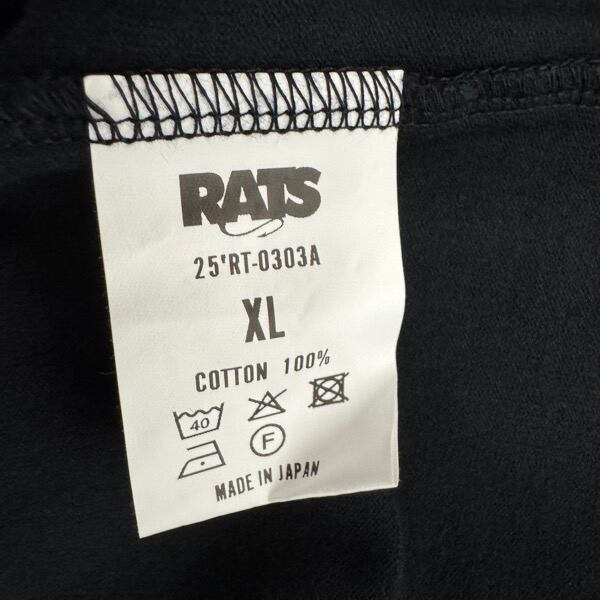 RATS
25'RT-0303A
XL
COTTON 100%
40
F
MADE IN JAPAN